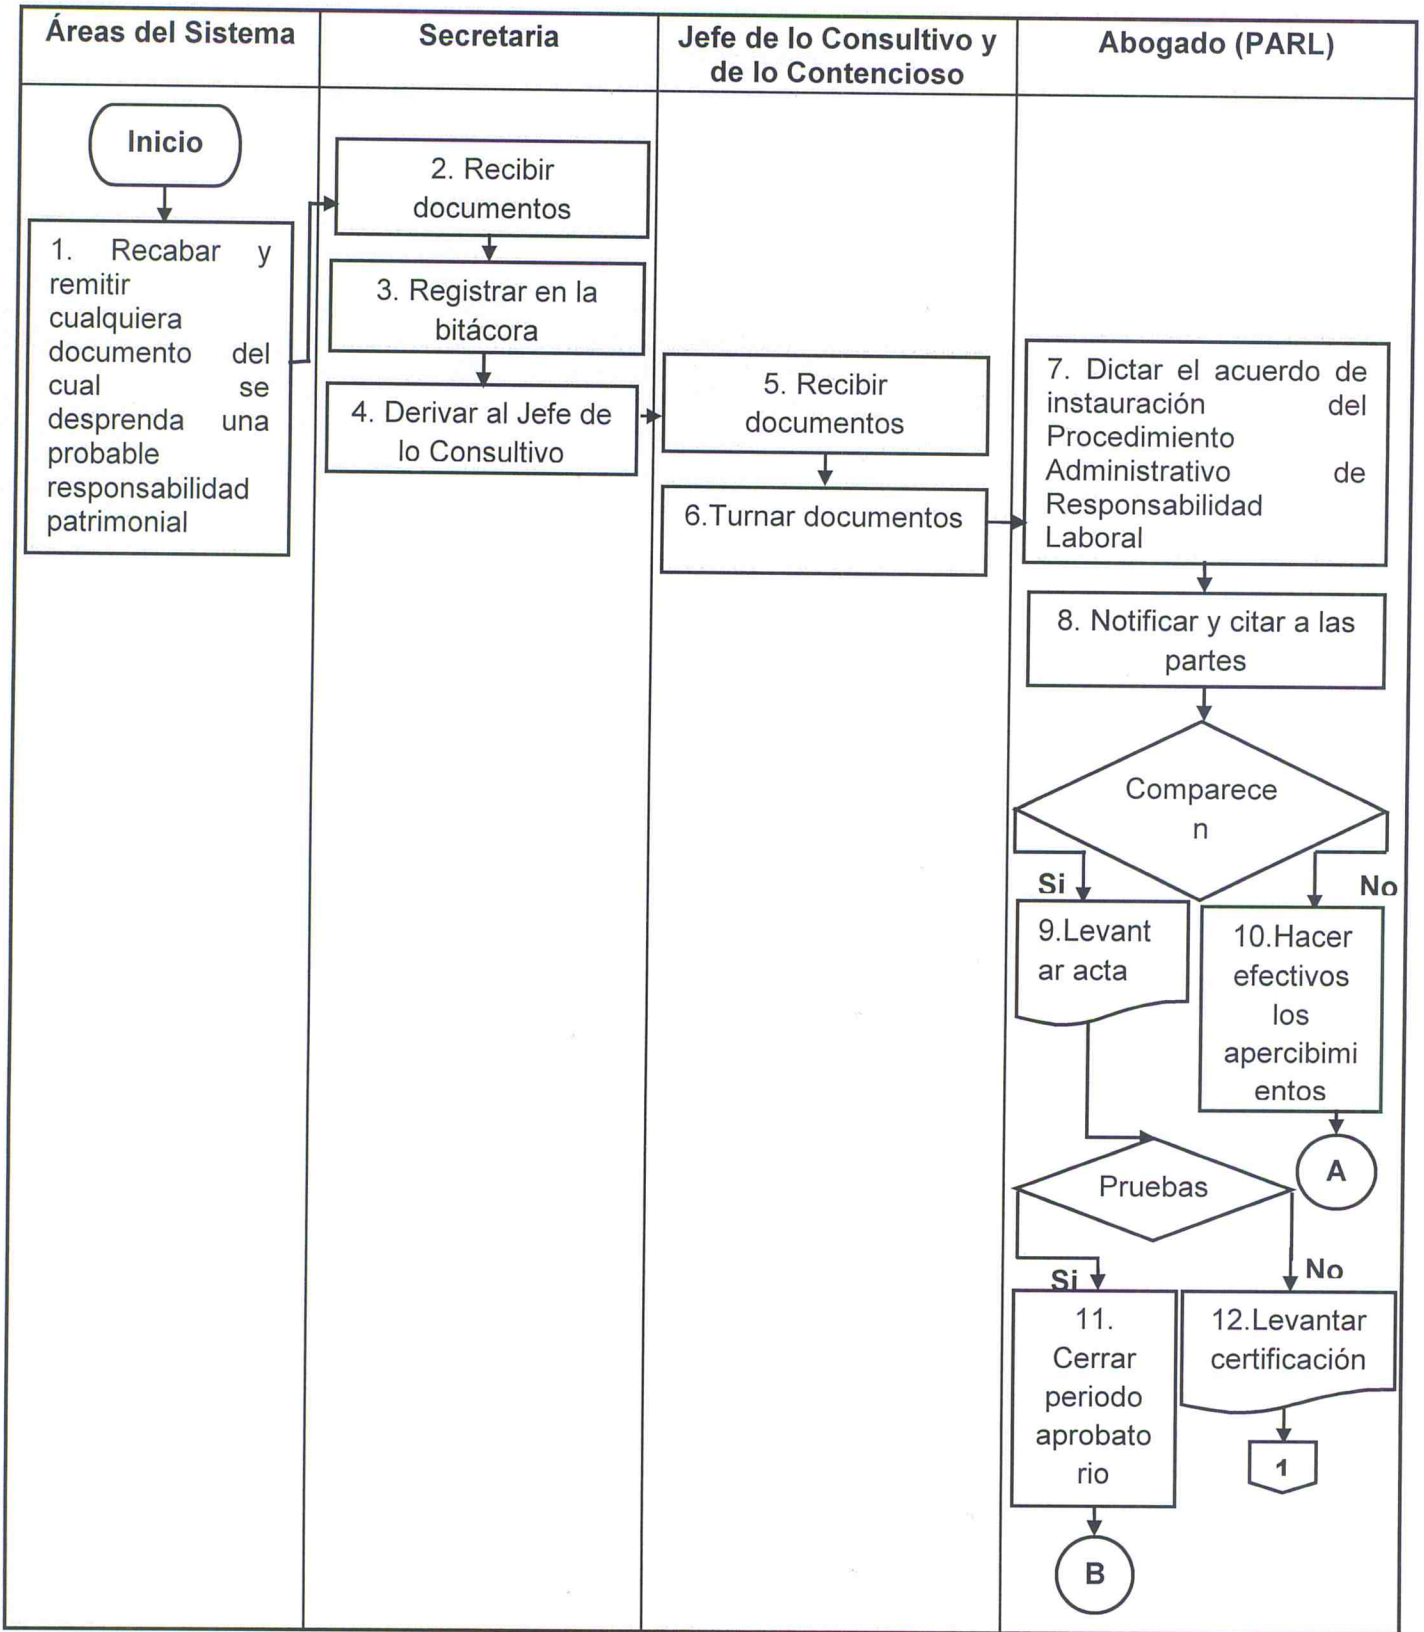 Áreas del Sistema
Secretaria
Jefe de lo Consultivo y
de lo Contencioso
Abogado (PARL)
Inicio
1. Recabar y
remitir
cualquiera
documento del
cual se
desprenda una
probable
responsabilidad
patrimonial
2. Recibir
documentos
3. Registrar en la
bitácora
4. Derivar al Jefe de
lo Consultivo
5. Recibir
documentos
6.Turnar documentos
7. Dictar el acuerdo de
instauración del
Procedimiento
Administrativo de
Responsabilidad
Laboral
8. Notificar y citar a las
partes
Comparece
n
Si
No
9.Levant
ar acta
10.Hacer
efectivos
los
apercibimi
entos
A
Pruebas
Si
No
11.
Cerrar
periodo
aprobato
rio
12.Levantar
certificación
1
B